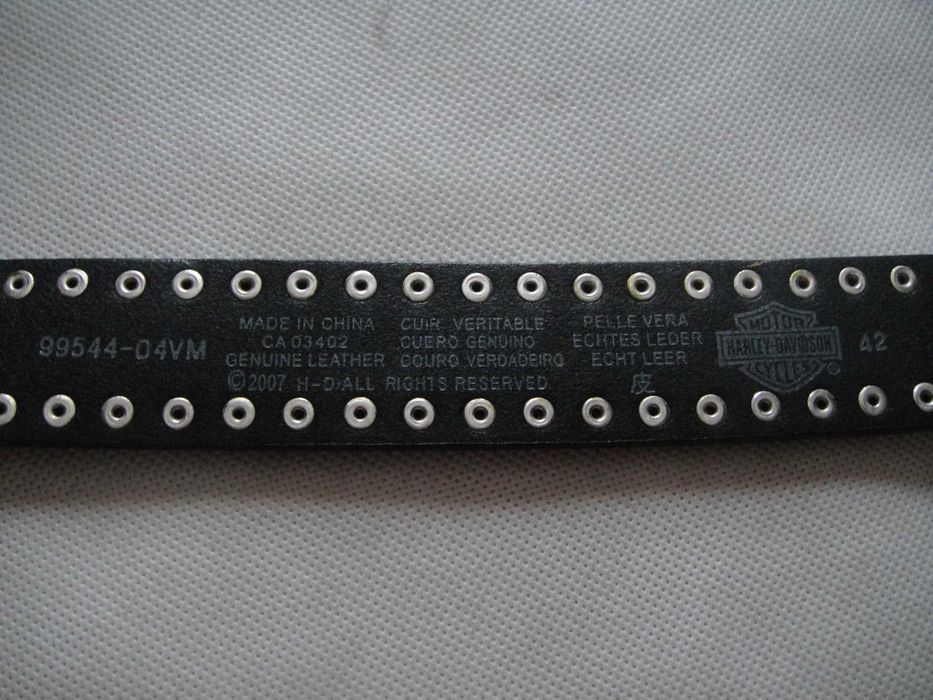 99544-04VM
MADE IN CHINA
CA 03402
GENUINE LEATHER
©2007 H-D, ALL RIGHTS RESERVED
CUIR VERITABLE
CUERO GENUINO
COURO VERDADEIRO
PELLE VERA
ECHTES LEDER
ECHT LEER
皮
MOTOR
HARLEY-DAVIDSON
CYCLES
®
42